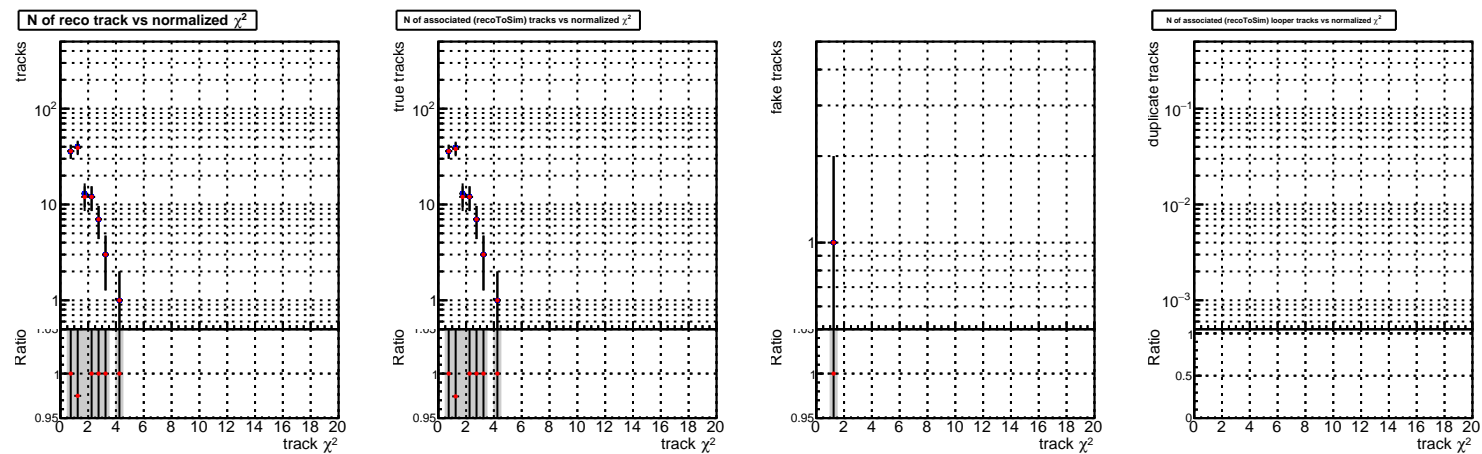 N of reco track vs normalized χ²
tracks
10²
10
1
Ratio
1.05
1
0.95
0 2 4 6 8 10 12 14 16 18 20
track χ²
N of associated (recoToSim) tracks vs normalized χ²
true tracks
10²
10
1
Ratio
1.05
1
0.95
0 2 4 6 8 10 12 14 16 18 20
track χ²
fake tracks
1
Ratio
1.05
1
0.95
0 2 4 6 8 10 12 14 16 18 20
track χ²
N of associated (recoToSim) looper tracks vs normalized χ²
duplicate tracks
10⁻¹
10⁻²
10⁻³
Ratio
1
0.5
0
0 2 4 6 8 10 12 14 16 18 20
track χ²